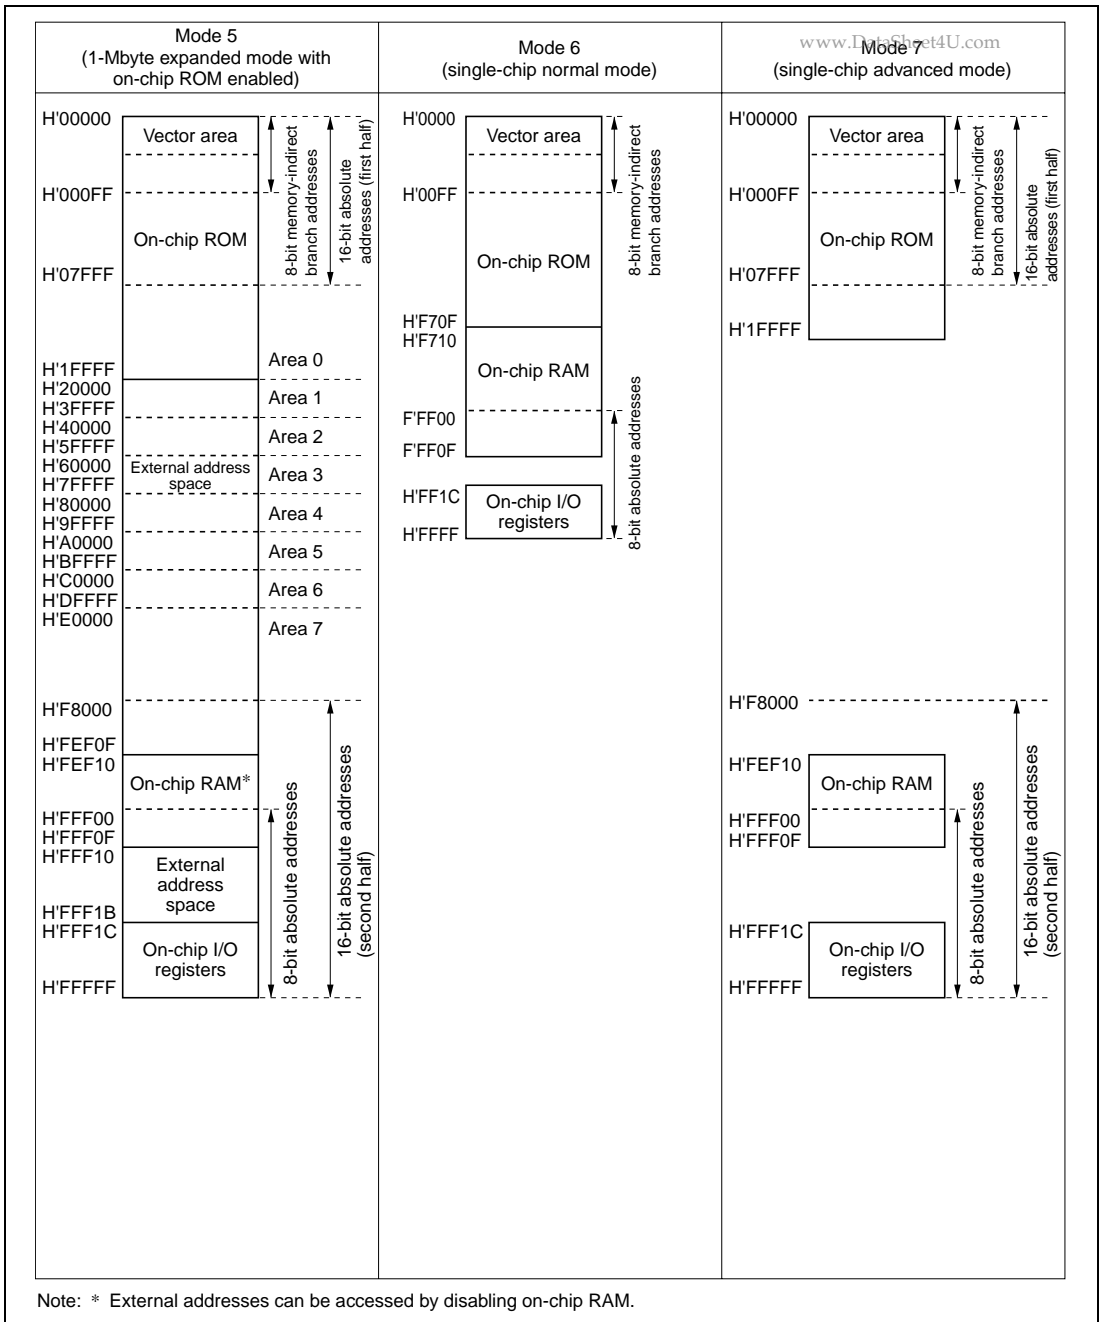 Mode 5
(1-Mbyte expanded mode with
on-chip ROM enabled)
H'00000
Vector area
H'000FF
On-chip ROM
H'07FFF
8-bit memory-indirect
branch addresses
16-bit absolute
addresses (first half)
H'1FFFF
Area 0
H'20000
Area 1
H'3FFFF
H'40000
Area 2
H'5FFFF
H'60000
External address
space
Area 3
H'7FFFF
H'80000
Area 4
H'9FFFF
H'A0000
Area 5
H'BFFFF
H'C0000
Area 6
H'DFFFF
H'E0000
Area 7
H'F8000
H'FEF0F
H'FEF10
On-chip RAM*
H'FFF00
H'FFF0F
H'FFF10
External
address
space
H'FFF1B
H'FFF1C
On-chip I/O
registers
H'FFFFF
8-bit absolute addresses
16-bit absolute addresses
(second half)
Mode 6
(single-chip normal mode)
H'0000
Vector area
H'00FF
On-chip ROM
8-bit memory-indirect
branch addresses
H'F70F
H'F710
On-chip RAM
F'FF00
F'FF0F
H'FF1C
On-chip I/O
registers
H'FFFF
8-bit absolute addresses
www.DataSheet4U.com
Mode 7
(single-chip advanced mode)
H'00000
Vector area
H'000FF
On-chip ROM
H'07FFF
8-bit memory-indirect
branch addresses
16-bit absolute
addresses (first half)
H'1FFFF
H'F8000
H'FEF10
On-chip RAM
H'FFF00
H'FFF0F
H'FFF1C
On-chip I/O
registers
H'FFFFF
8-bit absolute addresses
16-bit absolute addresses
(second half)
Note: * External addresses can be accessed by disabling on-chip RAM.